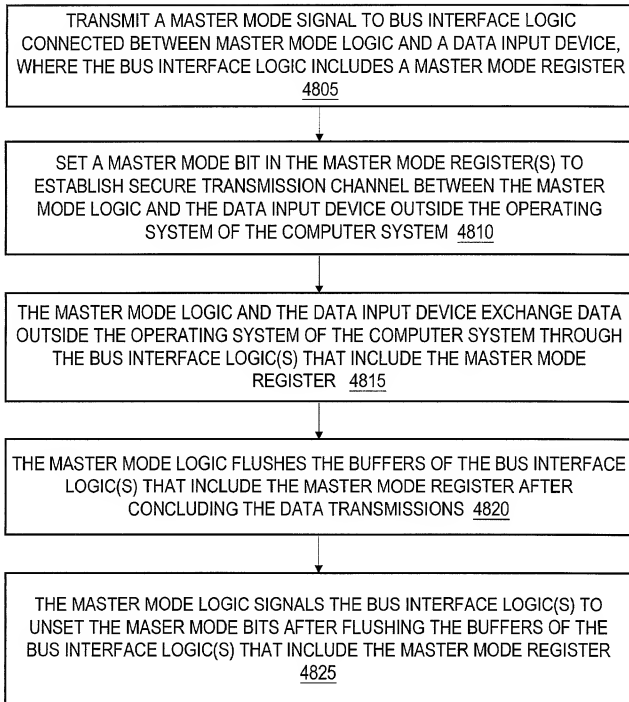 TRANSMIT A MASTER MODE SIGNAL TO BUS INTERFACE LOGIC
CONNECTED BETWEEN MASTER MODE LOGIC AND A DATA INPUT DEVICE,
WHERE THE BUS INTERFACE LOGIC INCLUDES A MASTER MODE REGISTER
4805
SET A MASTER MODE BIT IN THE MASTER MODE REGISTER(S) TO
ESTABLISH SECURE TRANSMISSION CHANNEL BETWEEN THE MASTER
MODE LOGIC AND THE DATA INPUT DEVICE OUTSIDE THE OPERATING
SYSTEM OF THE COMPUTER SYSTEM 4810
THE MASTER MODE LOGIC AND THE DATA INPUT DEVICE EXCHANGE DATA
OUTSIDE THE OPERATING SYSTEM OF THE COMPUTER SYSTEM THROUGH
THE BUS INTERFACE LOGIC(S) THAT INCLUDE THE MASTER MODE
REGISTER 4815
THE MASTER MODE LOGIC FLUSHES THE BUFFERS OF THE BUS INTERFACE
LOGIC(S) THAT INCLUDE THE MASTER MODE REGISTER AFTER
CONCLUDING THE DATA TRANSMISSIONS 4820
THE MASTER MODE LOGIC SIGNALS THE BUS INTERFACE LOGIC(S) TO
UNSET THE MASER MODE BITS AFTER FLUSHING THE BUFFERS OF THE
BUS INTERFACE LOGIC(S) THAT INCLUDE THE MASTER MODE REGISTER
4825